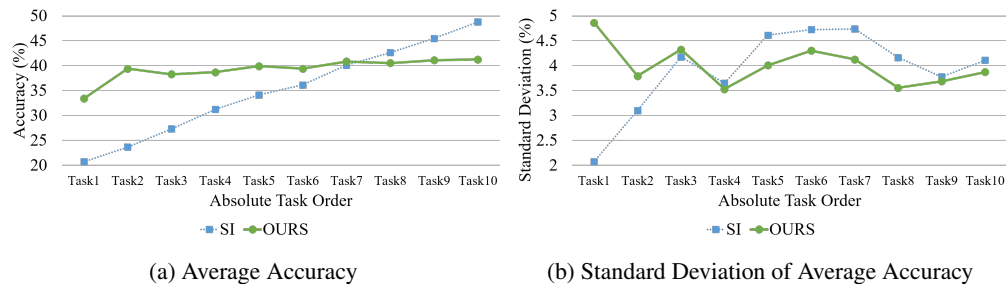 50
45
40
35
30
25
20
Accuracy (%)
Task1 Task2 Task3 Task4 Task5 Task6 Task7 Task8 Task9 Task10
Absolute Task Order
SI OURS
(a) Average Accuracy
5
4.5
4
3.5
3
2.5
2
Standard Deviation (%)
Task1 Task2 Task3 Task4 Task5 Task6 Task7 Task8 Task9 Task10
Absolute Task Order
SI OURS
(b) Standard Deviation of Average Accuracy